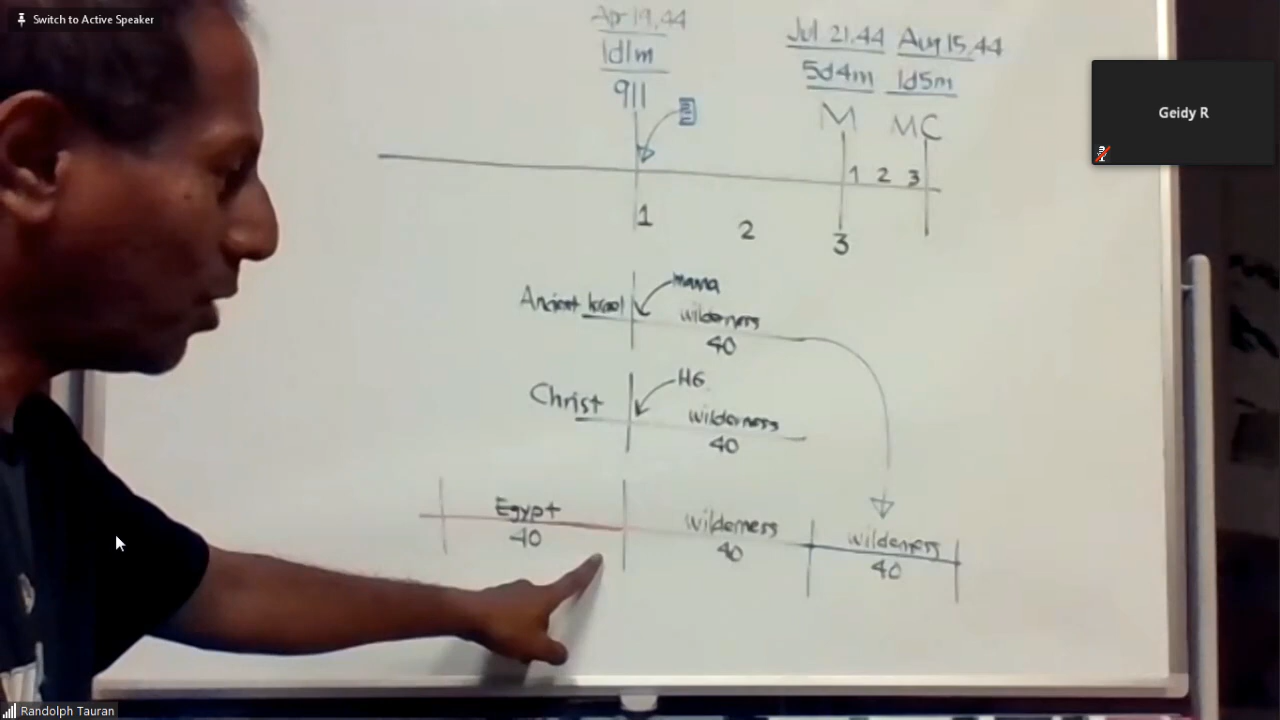 Switch to Active Speaker
Apr 19, 44
1d1m
911
Jul 21.44 Aug 15, 44
5d4m 1d5m
M MC
Geidy R
1 2 3
1 2 3
Ancient Israel
mana
wilderness
40
Christ
HG
wilderness
40
Egypt
40
wilderness
40
wilderness
40
Randolph Tauran